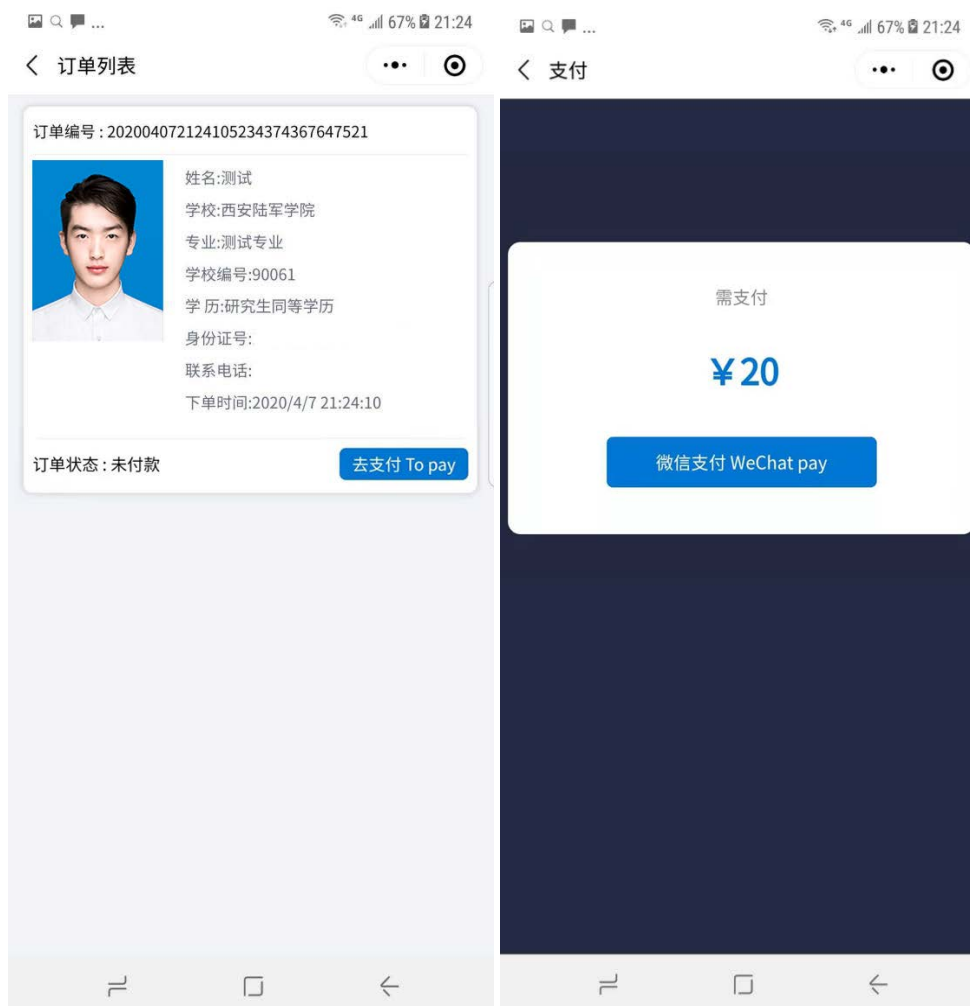 ... 4G 67% 21:24
订单列表
订单编号 : 20200407212410523437436764​7521
姓名:测试
学校:西安陆军学院
专业:测试专业
学校编号:90061
学 历:研究生同等学历
身份证号:
联系电话:
下单时间:2020/4/7 21:24:10
订单状态 : 未付款
去支付 To pay
... 4G 67% 21:24
支付
需支付
¥20
微信支付 WeChat pay